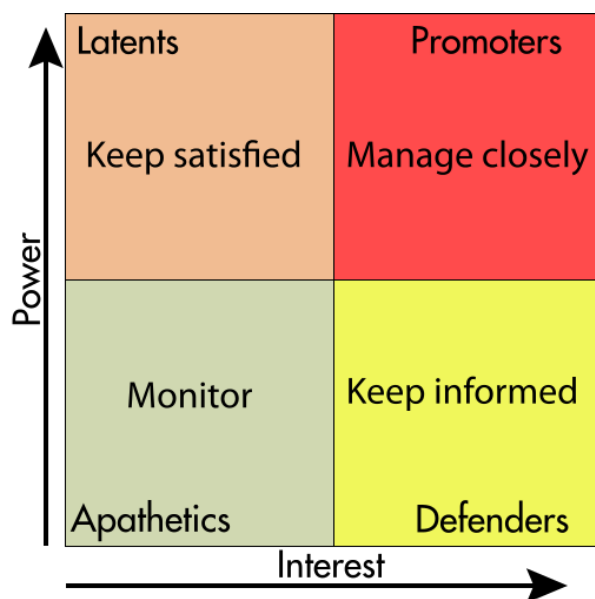 Latents
Promoters
Keep satisfied
Manage closely
Power
Monitor
Keep informed
Apathetics
Defenders
Interest